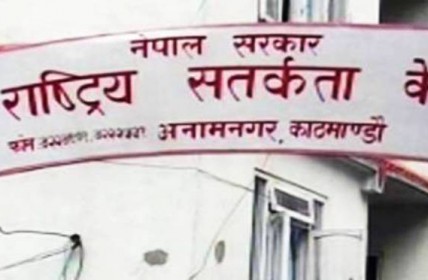 नेपाल सरकार
राष्ट्रिय सतर्कता के
फोन अनामनगर, काठमाण्डौ